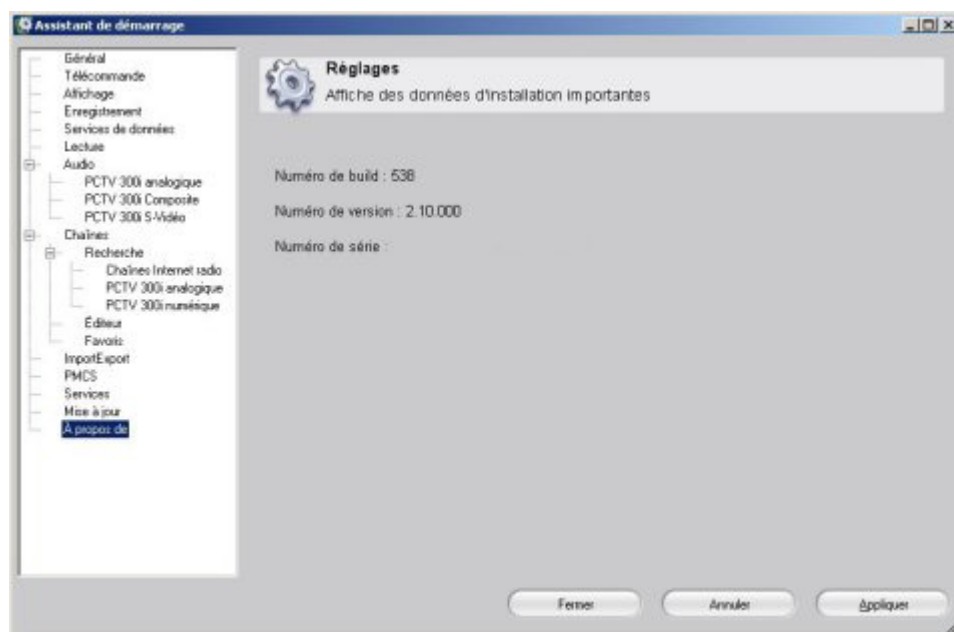 Assistant de démarrage
Général
Télécommande
Affichage
Enregistrement
Services de données
Lecture
Audio
PCTV 300i analogique
PCTV 300i Composite
PCTV 300i S-Vidéo
Chaînes
Recherche
Chaînes Internet radio
PCTV 300i analogique
PCTV 300i numérique
Éditeur
Favoris
ImportExport
PMCS
Services
Mise à jour
À propos de
Réglages
Affiche des données d'installation importantes
Numéro de build : 538
Numéro de version : 2.10.000
Numéro de série :
Fermer
Annuler
Appliquer